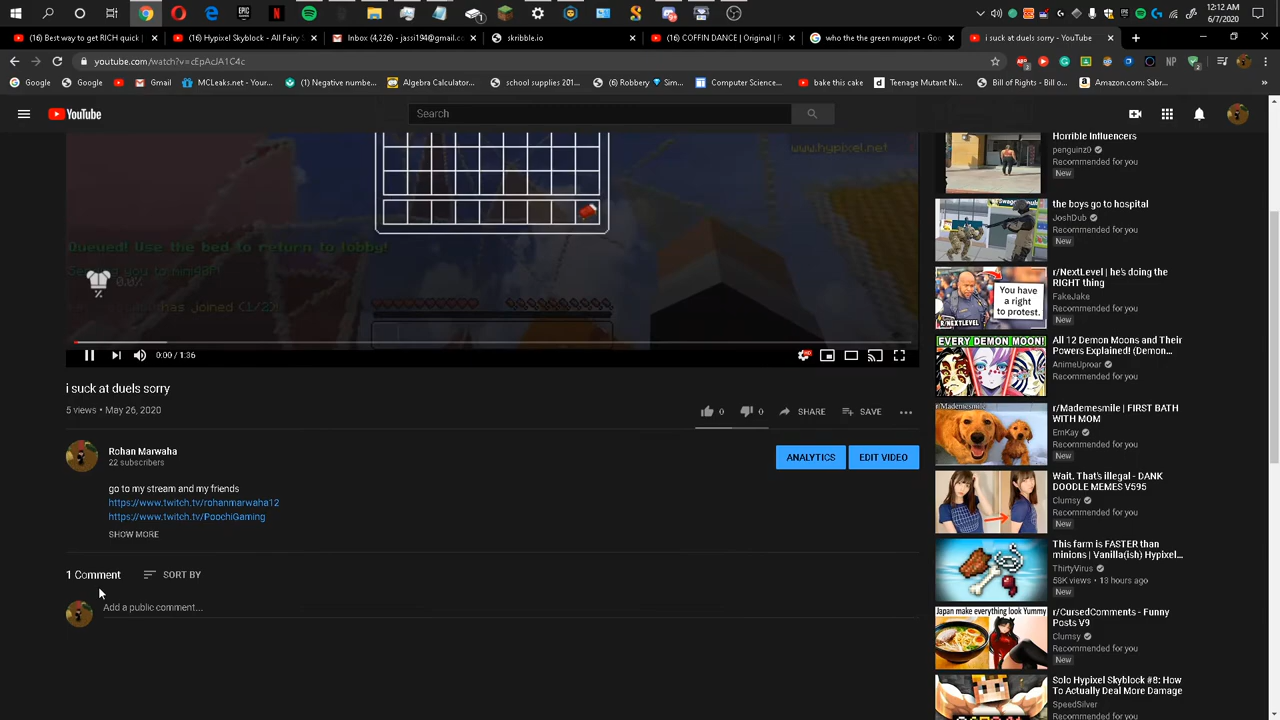 12:12 AM
6/7/2020
(16) Best way to get RICH quick |
(16) Hypixel Skyblock - All Fairy S
Inbox (4,226) - jassi194@gmail.c
skribble.io
(16) COFFIN DANCE | Original | F
who the the green muppet - Goo
i suck at duels sorry - YouTube
youtube.com/watch?v=cEpAcJA1C4c
Google
Google
Gmail
MCLeaks.net - Your...
(1) Negative numbe...
Algebra Calculator...
school supplies 201...
(6) Robbery Sim...
Computer Science...
bake this cake
Teenage Mutant Ni...
Bill of Rights - Bill o...
Amazon.com: Sabr...
YouTube
Search
www.hypixel.net
Queued! Use the bed to return to lobby!
has joined (1/2)!
0:00 / 1:36
i suck at duels sorry
5 views • May 26, 2020
0
0
SHARE
SAVE
Rohan Marwaha
22 subscribers
ANALYTICS
EDIT VIDEO
go to my stream and my friends
https://www.twitch.tv/rohanmarwaha12
https://www.twitch.tv/PoochiGaming
SHOW MORE
1 Comment
SORT BY
Add a public comment...
Horrible Influencers
penguinz0
Recommended for you
New
the boys go to hospital
JoshDub
Recommended for you
New
You have
a right
to protest.
R/NEXTLEVEL
r/NextLevel | he's doing the
RIGHT thing
FakeJake
Recommended for you
New
EVERY DEMON MOON!
All 12 Demon Moons and Their
Powers Explained! (Demon...
AnimeUproar
Recommended for you
r/Mademesmile
r/Mademesmile | FIRST BATH
WITH MOM
EmKay
Recommended for you
New
Wait. That's illegal - DANK
DOODLE MEMES V595
Clumsy
Recommended for you
New
This farm is FASTER than
minions | Vanilla(ish) Hypixel...
ThirtyVirus
58K views • 13 hours ago
New
Japan make everything look Yummy
r/CursedComments - Funny
Posts V9
Clumsy
Recommended for you
New
Solo Hypixel Skyblock #8: How
To Actually Deal More Damage
SpeedSilver
Recommended for you